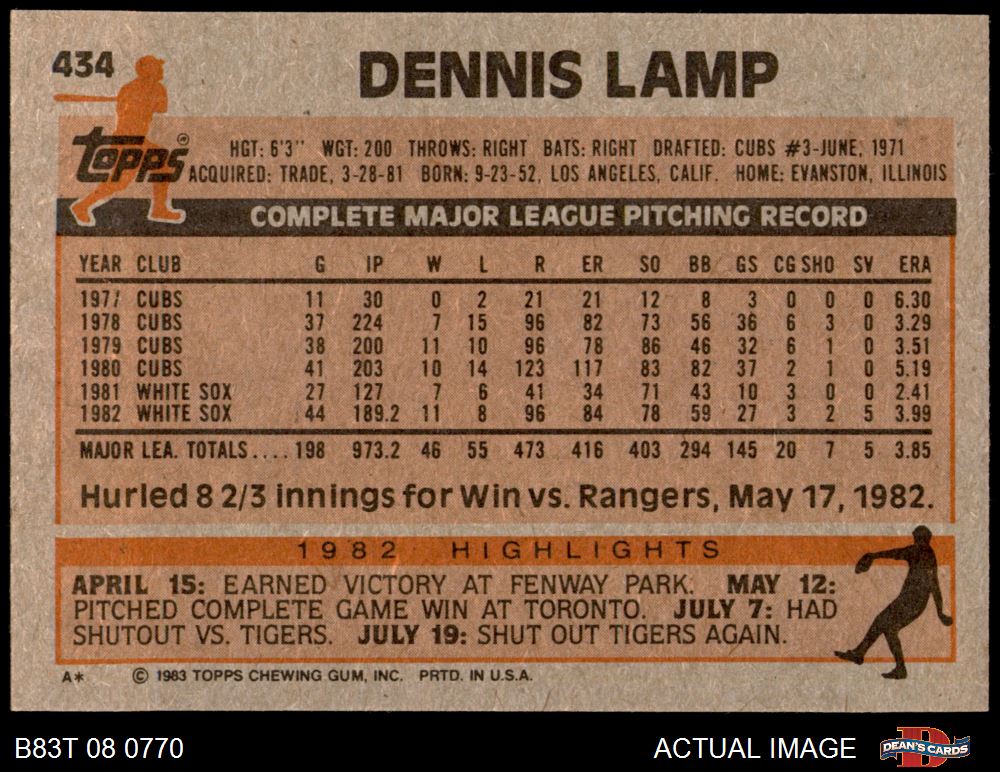 434
DENNIS LAMP
Topps®
HGT: 6'3" WGT: 200 THROWS: RIGHT BATS: RIGHT DRAFTED: CUBS #3-JUNE, 1971
ACQUIRED: TRADE, 3-28-81 BORN: 9-23-52, LOS ANGELES, CALIF. HOME: EVANSTON, ILLINOIS
COMPLETE MAJOR LEAGUE PITCHING RECORD
YEAR CLUB G IP W L R ER SO BB GS CG SHO SV ERA
1977 CUBS 11 30 0 2 21 21 12 8 3 0 0 0 6.30
1978 CUBS 37 224 7 15 96 82 73 56 36 6 3 0 3.29
1979 CUBS 38 200 11 10 96 78 86 46 32 6 1 0 3.51
1980 CUBS 41 203 10 14 123 117 83 82 37 2 1 0 5.19
1981 WHITE SOX 27 127 7 6 41 34 71 43 10 3 0 0 2.41
1982 WHITE SOX 44 189.2 11 8 96 84 78 59 27 3 2 5 3.99
MAJOR LEA. TOTALS.... 198 973.2 46 55 473 416 403 294 145 20 7 5 3.85
Hurled 8 2/3 innings for Win vs. Rangers, May 17, 1982.
1982 HIGHLIGHTS
APRIL 15: EARNED VICTORY AT FENWAY PARK. MAY 12:
PITCHED COMPLETE GAME WIN AT TORONTO. JULY 7: HAD
SHUTOUT VS. TIGERS. JULY 19: SHUT OUT TIGERS AGAIN.
A* © 1983 TOPPS CHEWING GUM, INC. PRTD. IN U.S.A.
B83T 08 0770 ACTUAL IMAGE DEAN'S CARDS